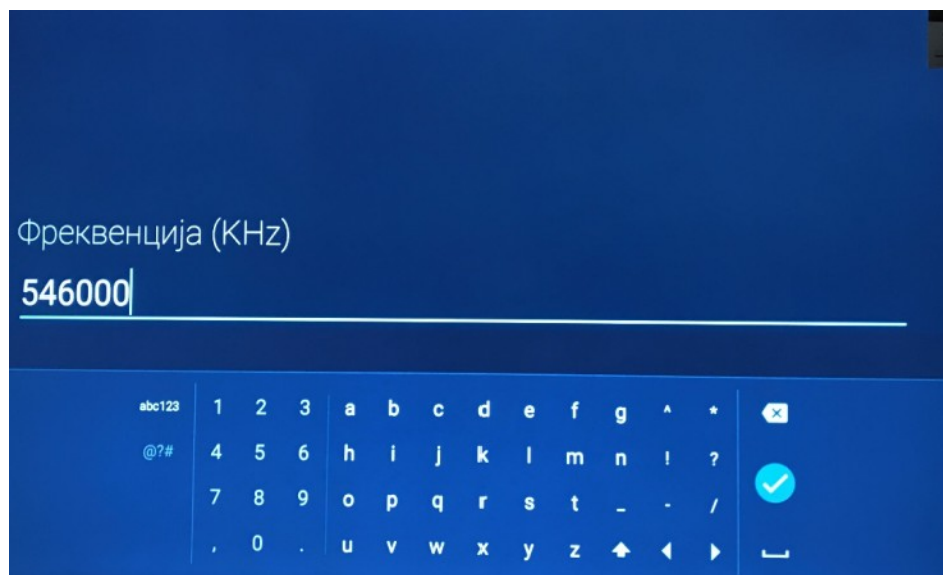 Фреквенција (KHz)
546000
abc123 1 2 3 a b c d e f g ^ *
@?# 4 5 6 h i j k l m n ! ?
7 8 9 o p q r s t _ - /
, 0 . u v w x y z